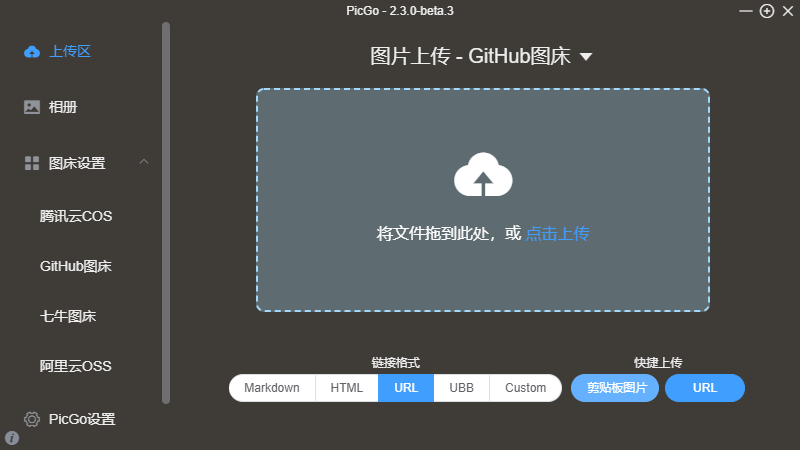 PicGo - 2.3.0-beta.3
上传区
相册
图床设置
腾讯云COS
GitHub图床
七牛图床
阿里云OSS
PicGo设置
图片上传 - GitHub图床
将文件拖到此处，或 点击上传
链接格式
Markdown HTML URL UBB Custom
快捷上传
剪贴板图片 URL